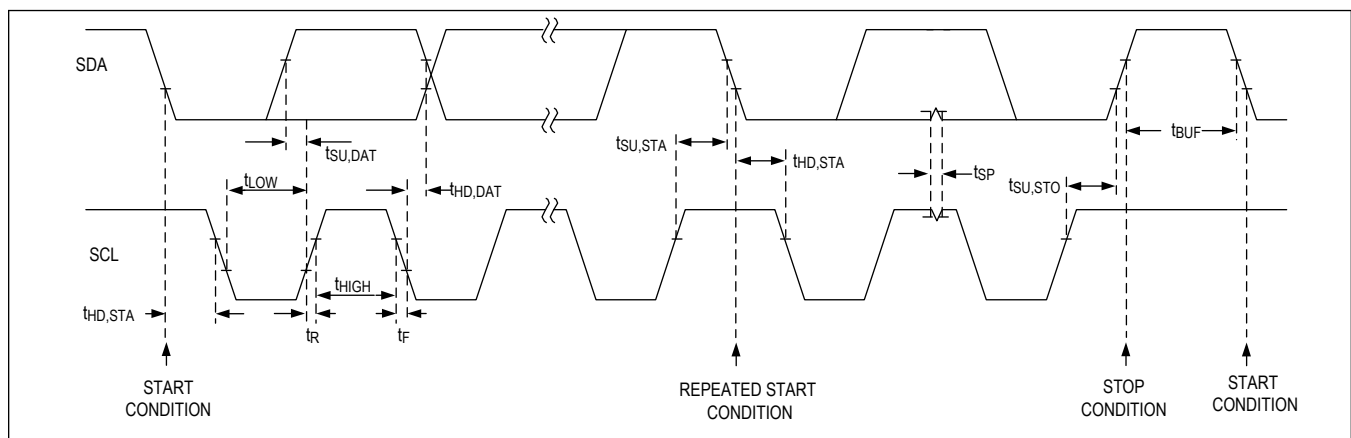 SDA
tSU,DAT
tLOW
tHD,DAT
tSU,STA
tHD,STA
tSP
tSU,STO
tBUF
SCL
tHIGH
tHD,STA
tR
tF
START
CONDITION
REPEATED START
CONDITION
STOP
CONDITION
START
CONDITION